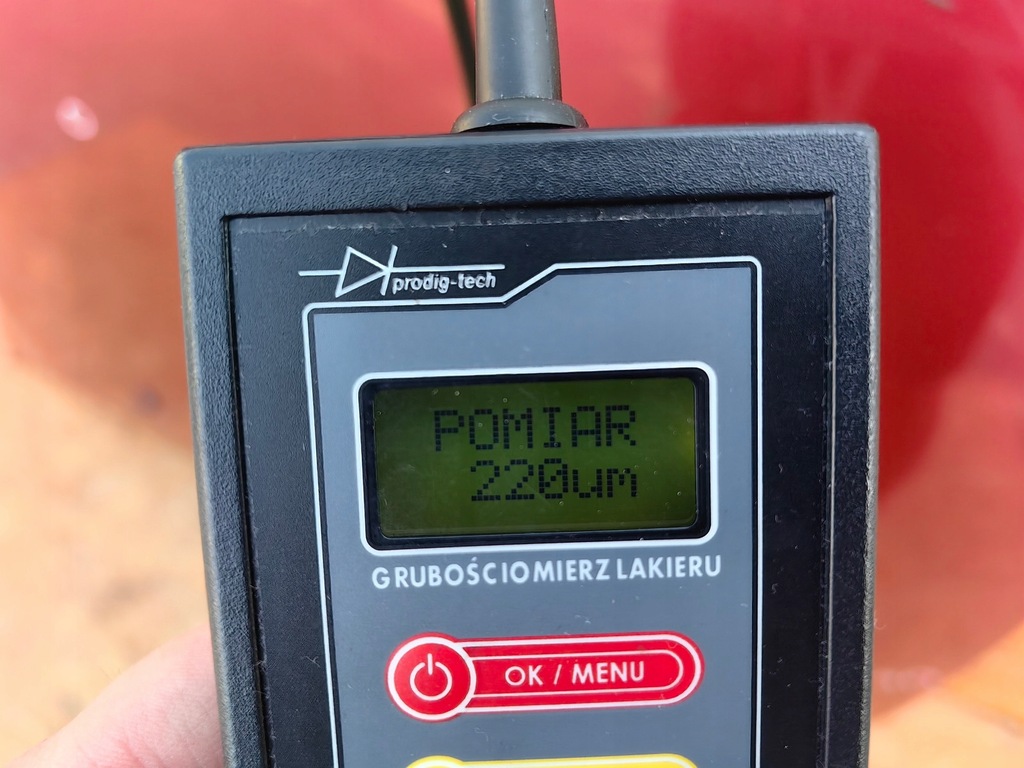 prodig-tech
POMIAR
220um
GRUBOŚCIOMIERZ LAKIERU
OK / MENU